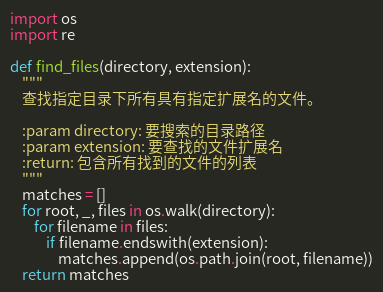 import os
import re

def find_files(directory, extension):
    """
    查找指定目录下所有具有指定扩展名的文件。

    :param directory: 要搜索的目录路径
    :param extension: 要查找的文件扩展名
    :return: 包含所有找到的文件的列表
    """
    matches = []
    for root, _, files in os.walk(directory):
        for filename in files:
            if filename.endswith(extension):
                matches.append(os.path.join(root, filename))
    return matches